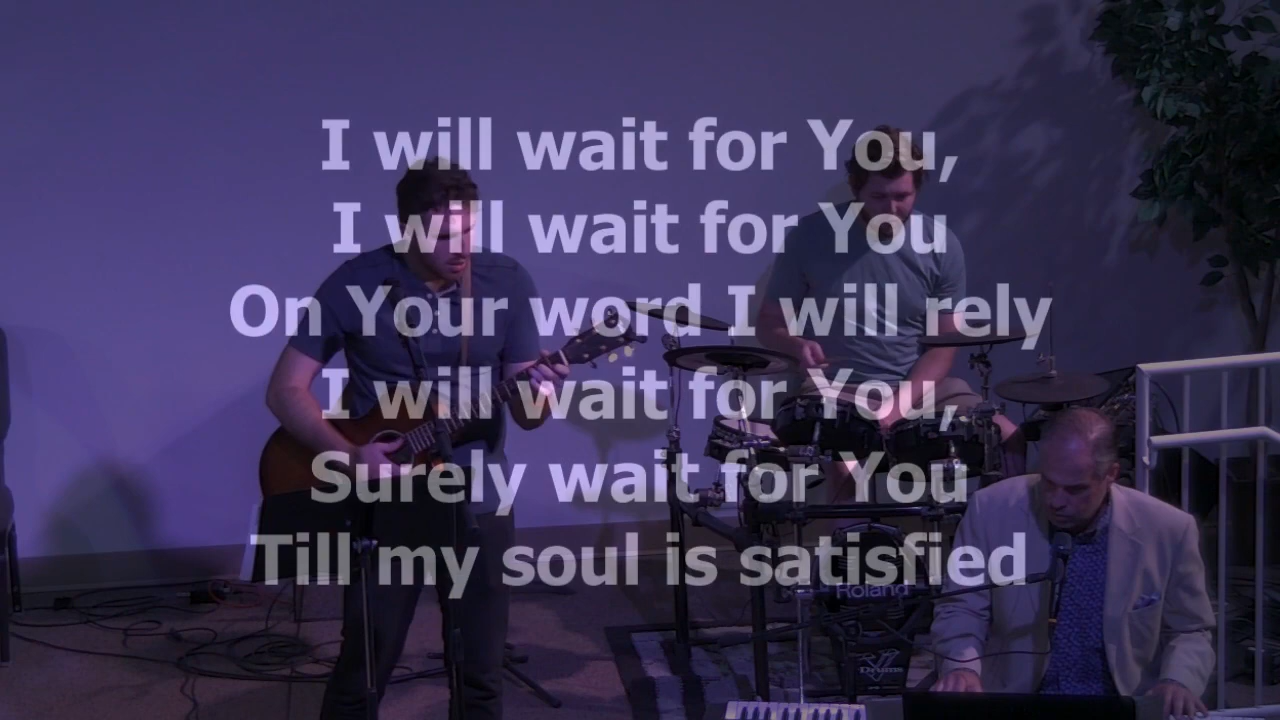 I will wait for You,
I will wait for You
On Your word I will rely
I will wait for You,
Surely wait for You
Till my soul is satisfied
Roland
V
Drums